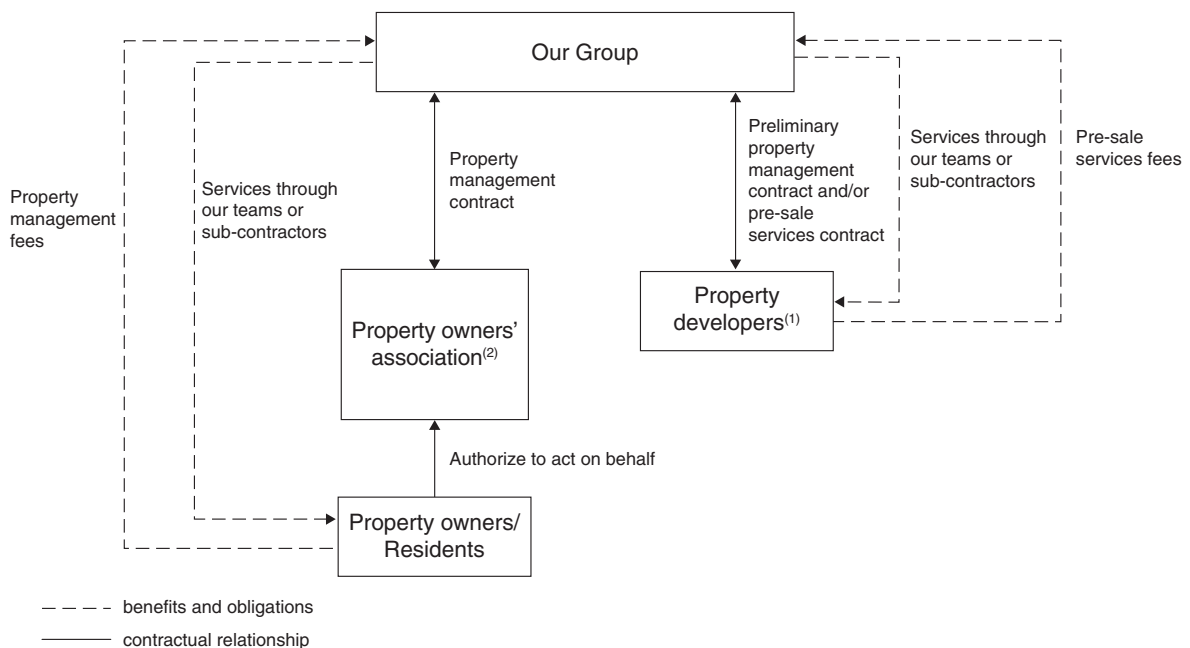 Our Group
Property
management
fees
Services through
our teams or
sub-contractors
Property
management
contract
Preliminary
property
management
contract and/or
pre-sale
services contract
Services through
our teams or
sub-contractors
Pre-sale
services fees
Property owners’
association(2)
Property
developers(1)
Authorize to act on behalf
Property owners/
Residents
benefits and obligations
contractual relationship